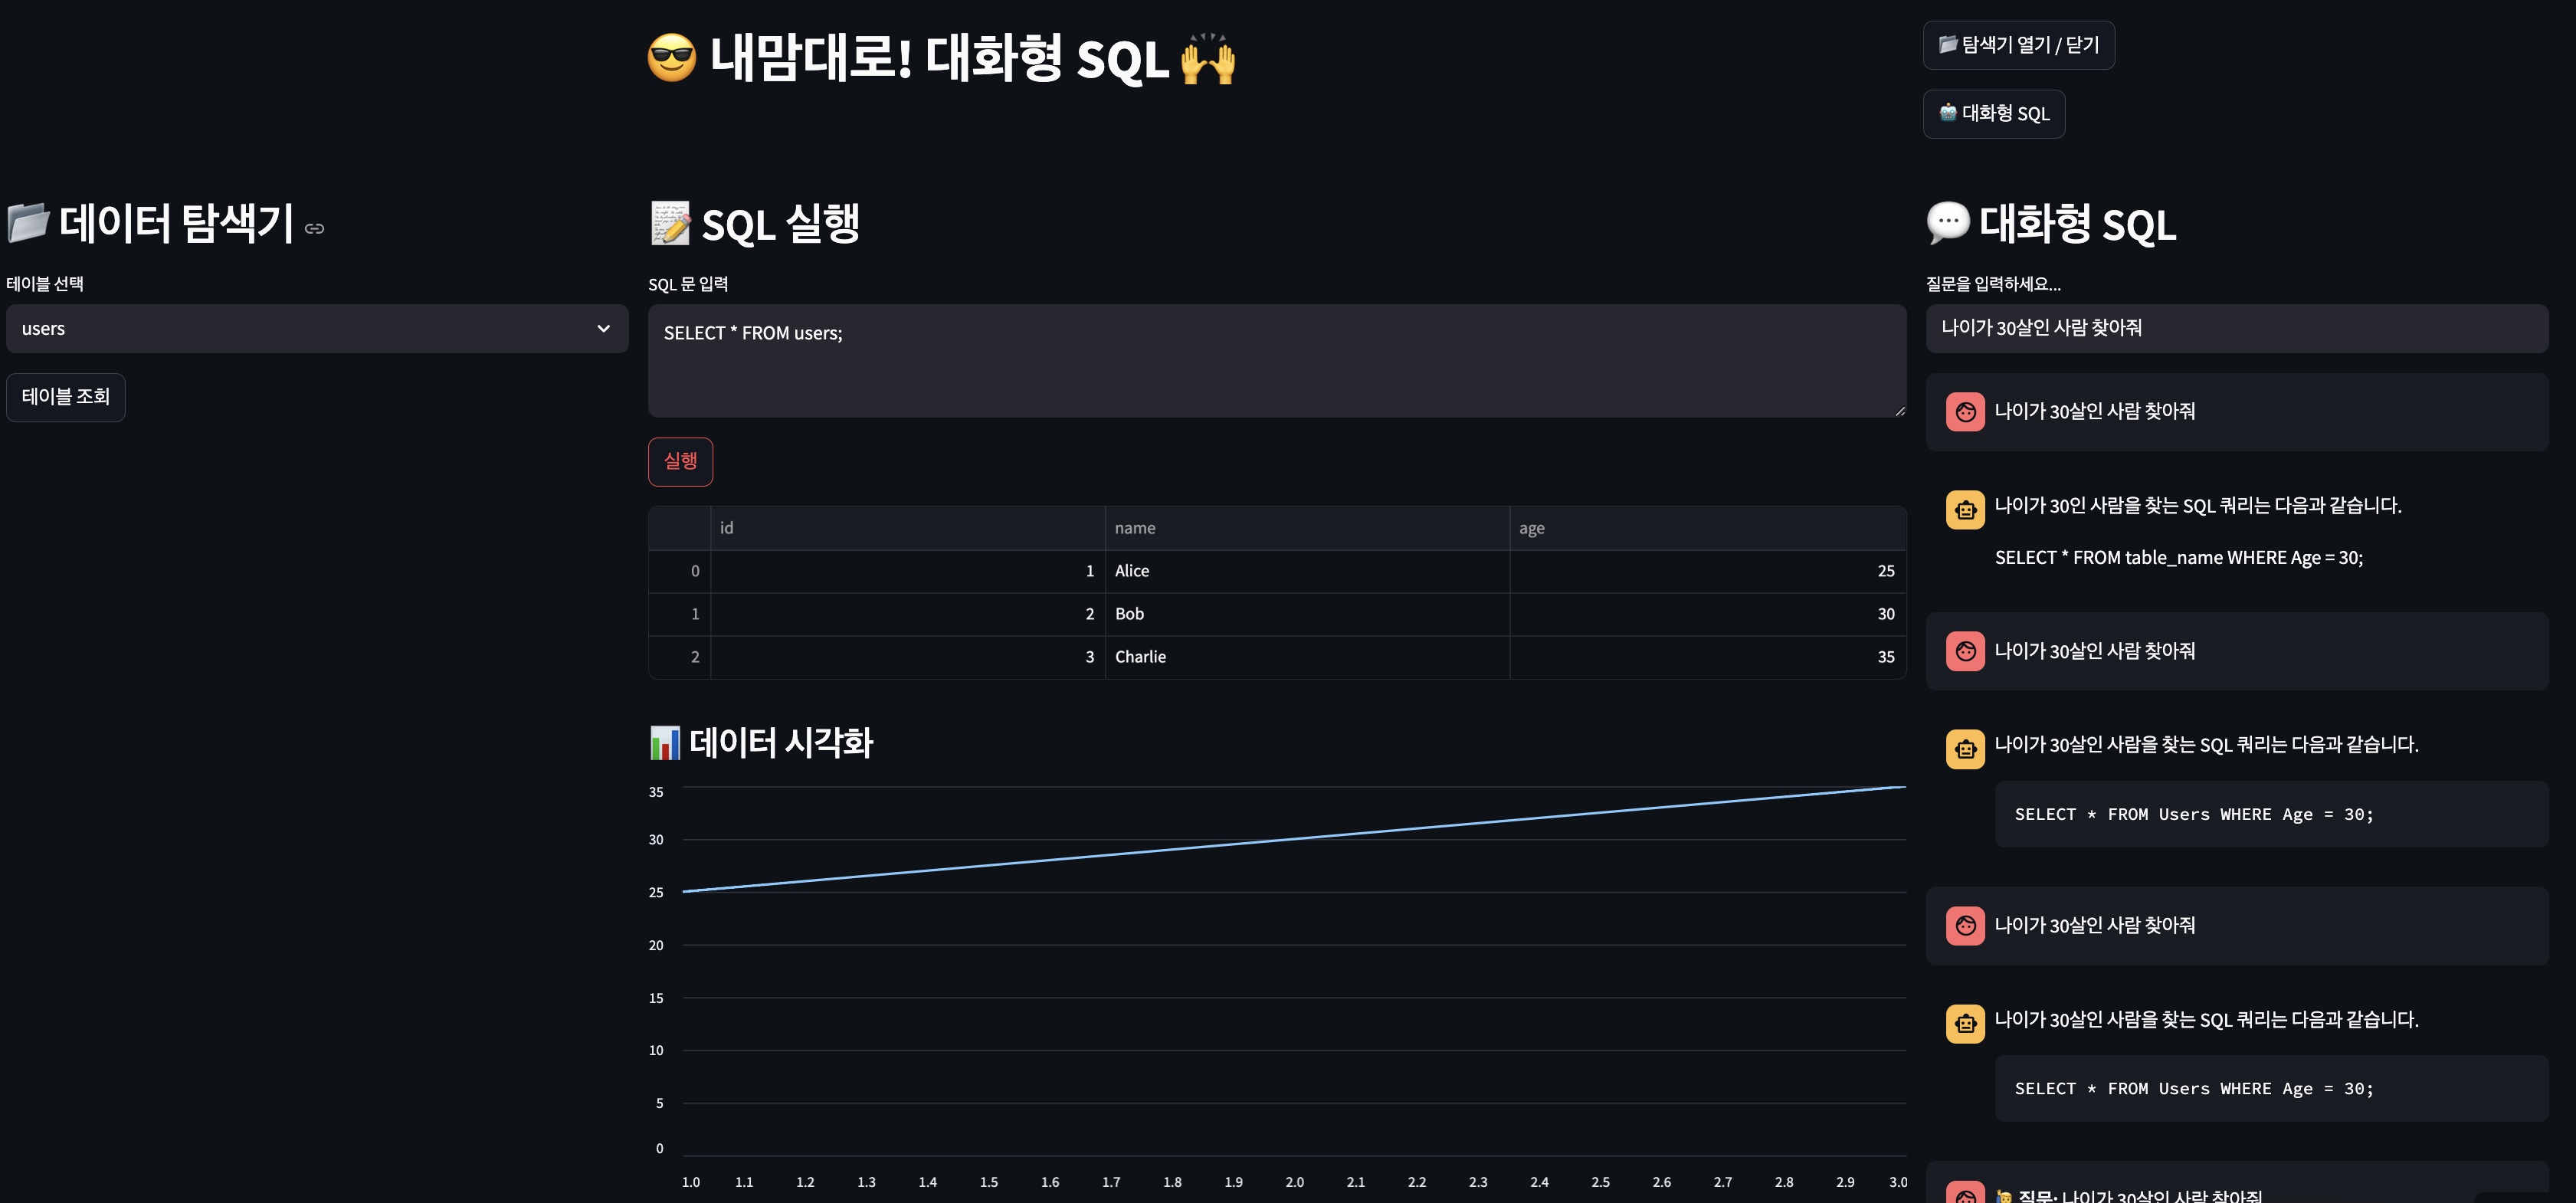 😎 내맘대로! 대화형 SQL 🙌
📂 탐색기 열기 / 닫기
🤖 대화형 SQL
📂 데이터 탐색기
테이블 선택
users
테이블 조회
📝 SQL 실행
SQL 문 입력
SELECT * FROM users;
실행
id name age
0 1 Alice 25
1 2 Bob 30
2 3 Charlie 35
📊 데이터 시각화
35
30
25
20
15
10
5
0
1.0 1.1 1.2 1.3 1.4 1.5 1.6 1.7 1.8 1.9 2.0 2.1 2.2 2.3 2.4 2.5 2.6 2.7 2.8 2.9 3.0
💬 대화형 SQL
질문을 입력하세요...
나이가 30살인 사람 찾아줘
나이가 30살인 사람 찾아줘
나이가 30인 사람을 찾는 SQL 쿼리는 다음과 같습니다.
SELECT * FROM table_name WHERE Age = 30;
나이가 30살인 사람 찾아줘
나이가 30살인 사람을 찾는 SQL 쿼리는 다음과 같습니다.
SELECT * FROM Users WHERE Age = 30;
나이가 30살인 사람 찾아줘
나이가 30살인 사람을 찾는 SQL 쿼리는 다음과 같습니다.
SELECT * FROM Users WHERE Age = 30;
🙋 질문: 나이가 30살인 사람 찾아줘